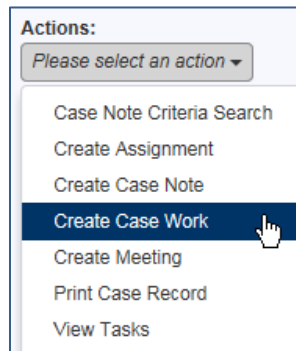 Actions:
Please select an action
Case Note Criteria Search
Create Assignment
Create Case Note
Create Case Work
Create Meeting
Print Case Record
View Tasks